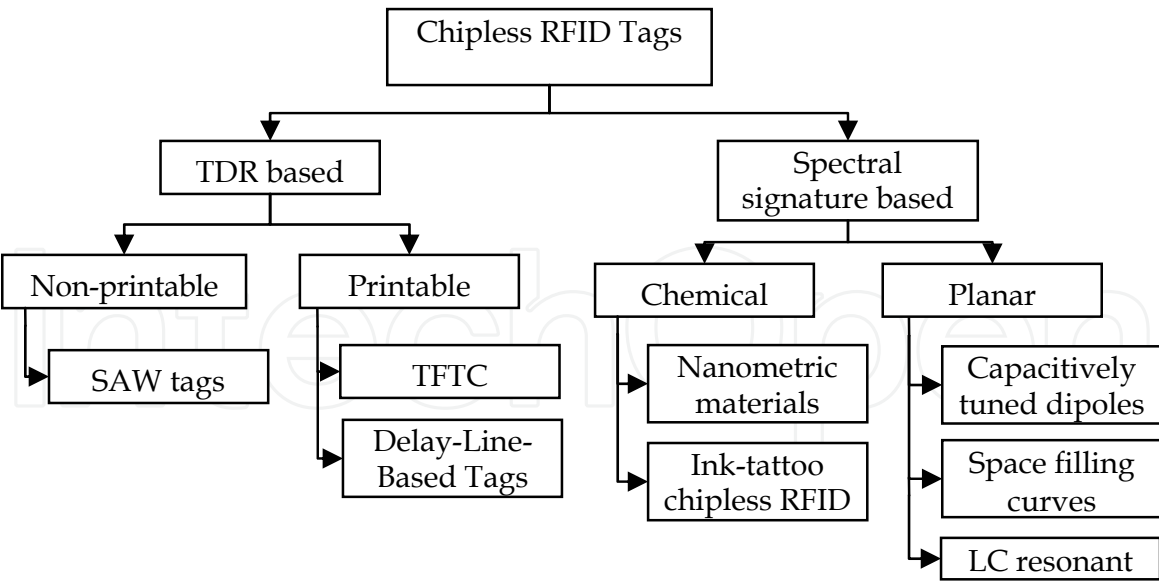 Chipless RFID Tags
TDR based
Spectral
signature based
Non-printable
Printable
Chemical
Planar
SAW tags
TFTC
Delay-Line-
Based Tags
Nanometric
materials
Ink-tattoo
chipless RFID
Capacitively
tuned dipoles
Space filling
curves
LC resonant
IntechOpen